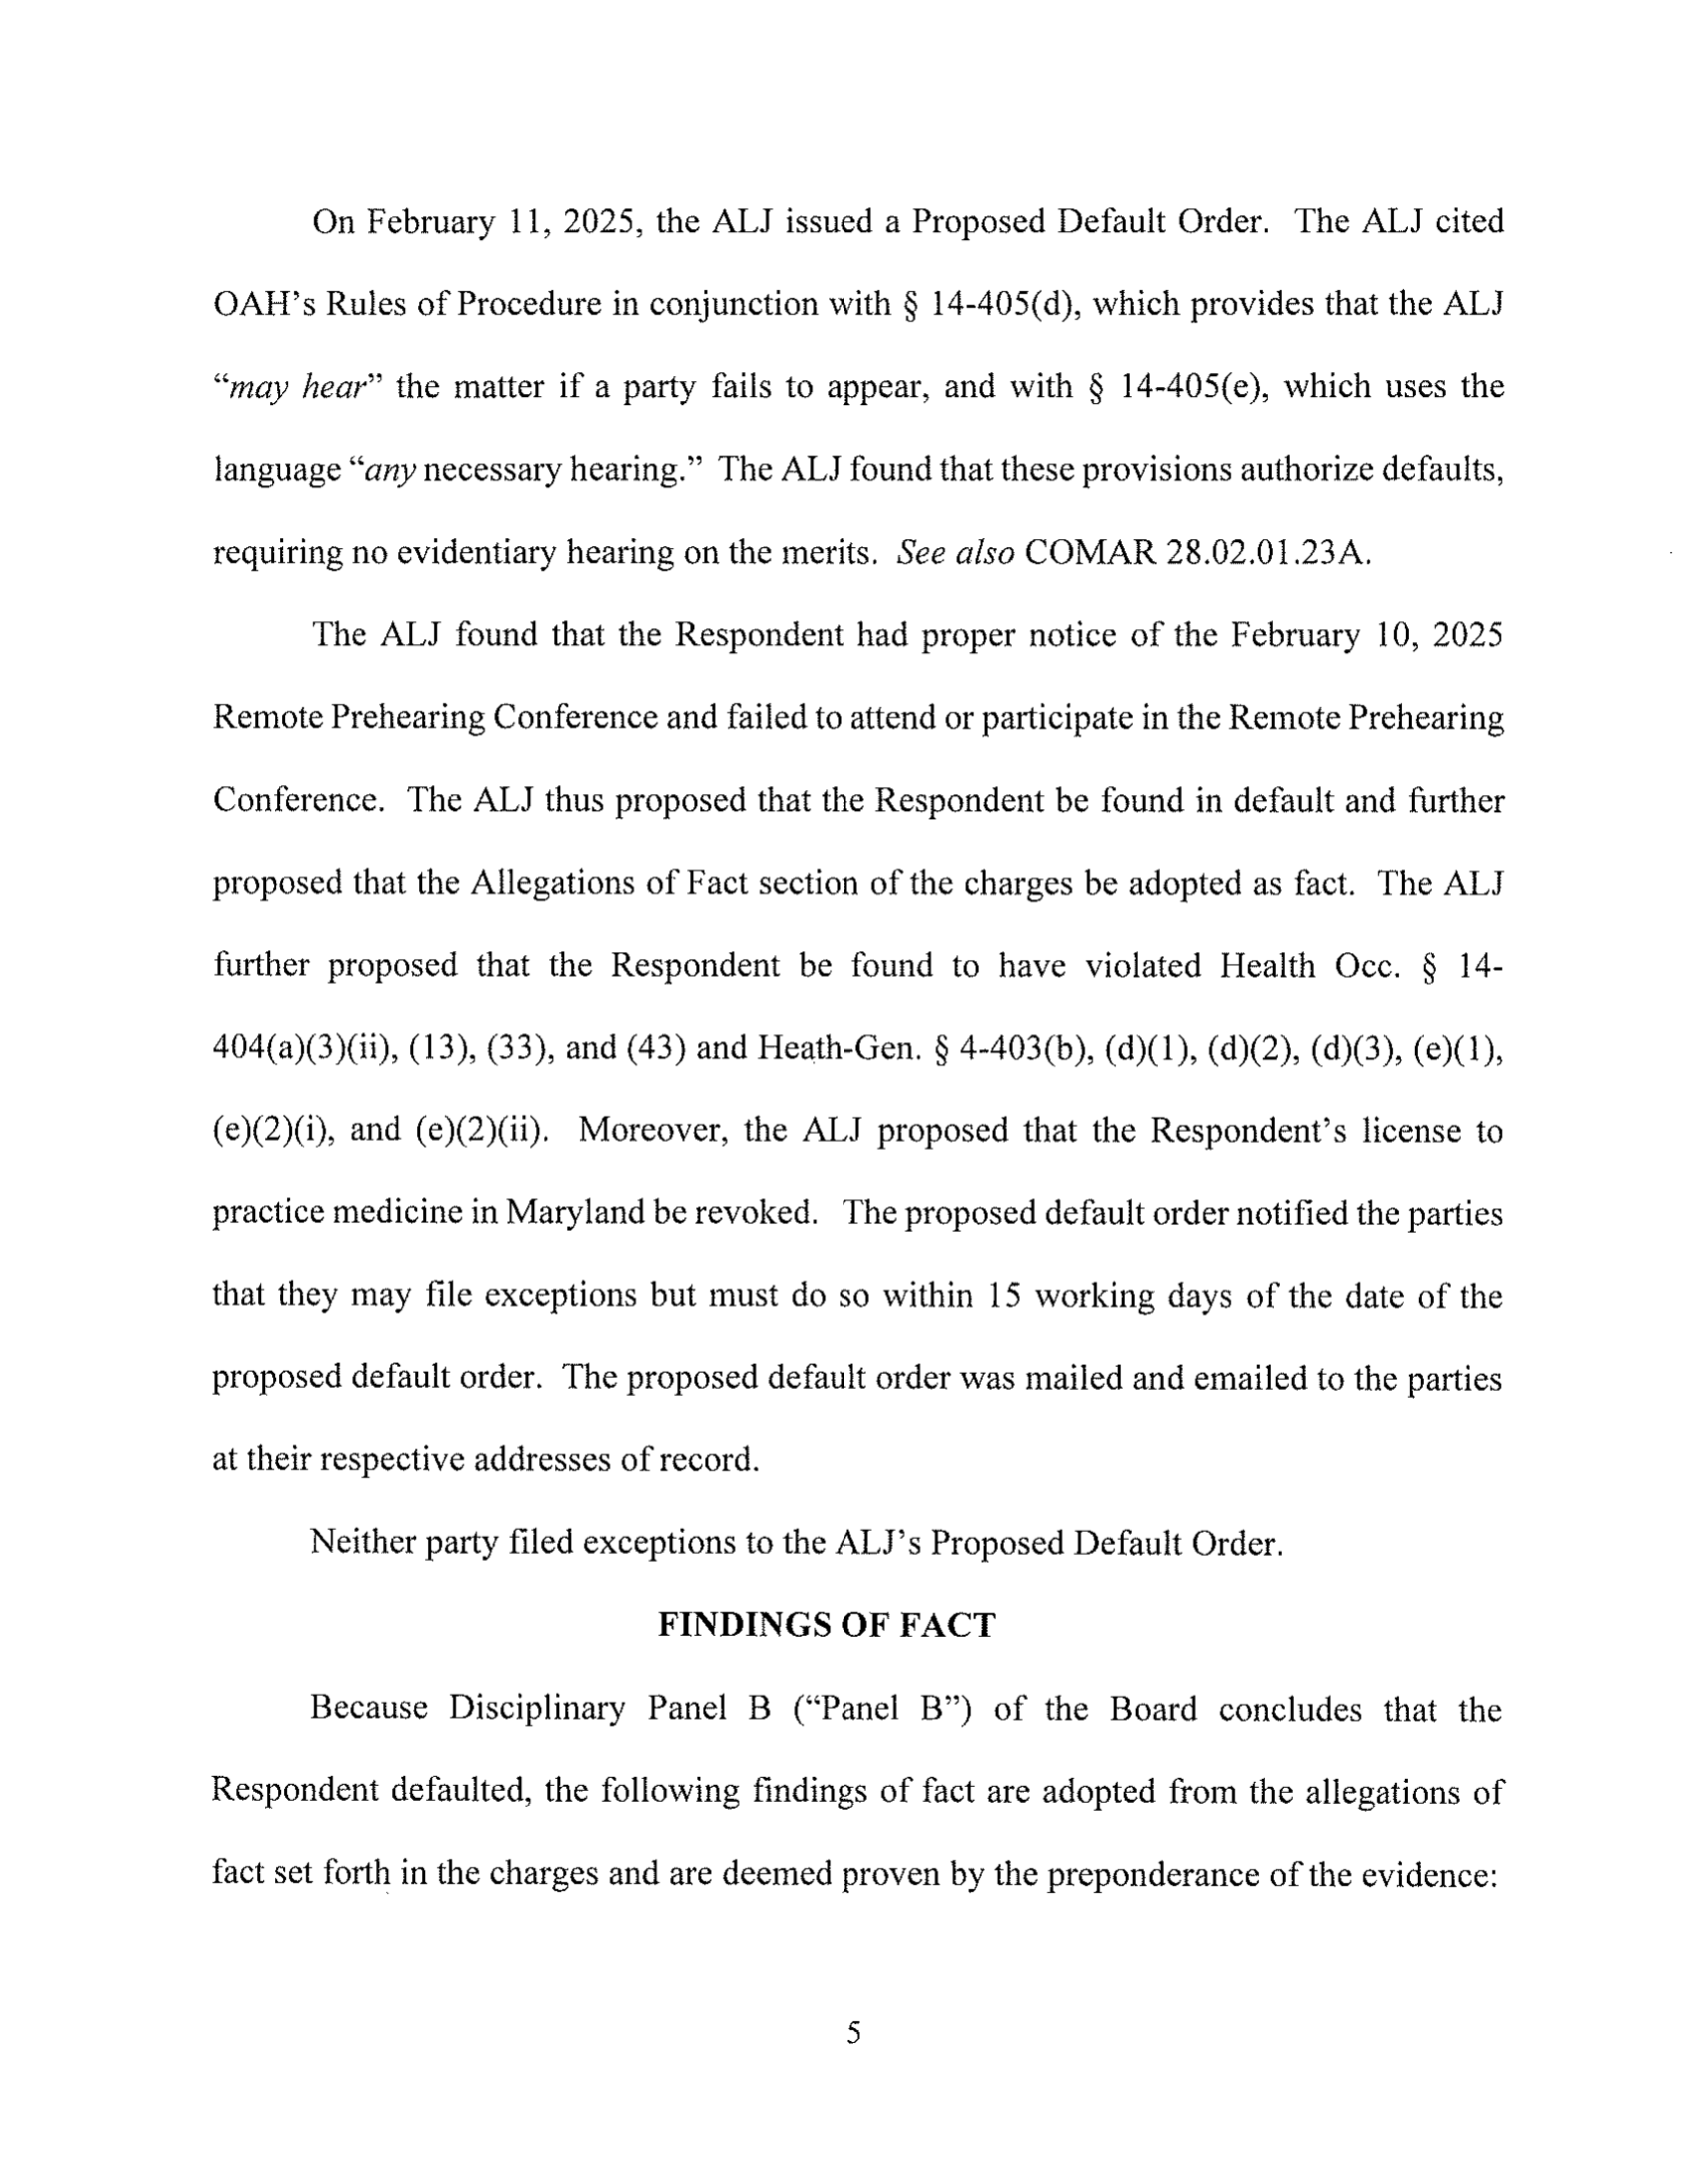 On February 11, 2025, the ALJ issued a Proposed Default Order. The ALJ cited
OAH’s Rules of Procedure in conjunction with § 14-405(d), which provides that the ALJ
“may hear” the matter if a party fails to appear, and with § 14-405(e), which uses the
language “any necessary hearing.” The ALJ found that these provisions authorize defaults,
requiring no evidentiary hearing on the merits. See also COMAR 28.02.01.23A.
The ALJ found that the Respondent had proper notice of the February 10, 2025
Remote Prehearing Conference and failed to attend or participate in the Remote Prehearing
Conference. The ALJ thus proposed that the Respondent be found in default and further
proposed that the Allegations of Fact section of the charges be adopted as fact. The ALJ
further proposed that the Respondent be found to have violated Health Occ. § 14-
404(a)(3)(ii), (13), (33), and (43) and Heath-Gen. § 4-403(b), (d)(1), (d)(2), (d)(3), (e)(1),
(e)(2)(i), and (e)(2)(ii). Moreover, the ALJ proposed that the Respondent’s license to
practice medicine in Maryland be revoked. The proposed default order notified the parties
that they may file exceptions but must do so within 15 working days of the date of the
proposed default order. The proposed default order was mailed and emailed to the parties
at their respective addresses of record.
Neither party filed exceptions to the ALJ’s Proposed Default Order.
FINDINGS OF FACT
Because Disciplinary Panel B (“Panel B”) of the Board concludes that the
Respondent defaulted, the following findings of fact are adopted from the allegations of
fact set forth in the charges and are deemed proven by the preponderance of the evidence:
5